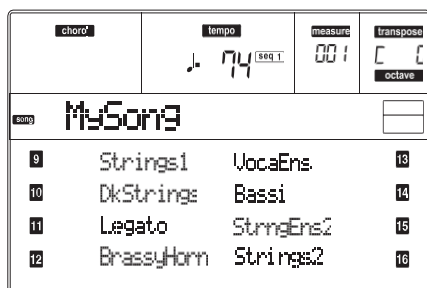 chord tempo measure transpose
♩. 74 seq 1 001 C C
octave
song MySong
9 Strings1 VocaEns. 13
10 DkStrings Bassi 14
11 Legato StrngEns2 15
12 BrassyHorn Strings2 16